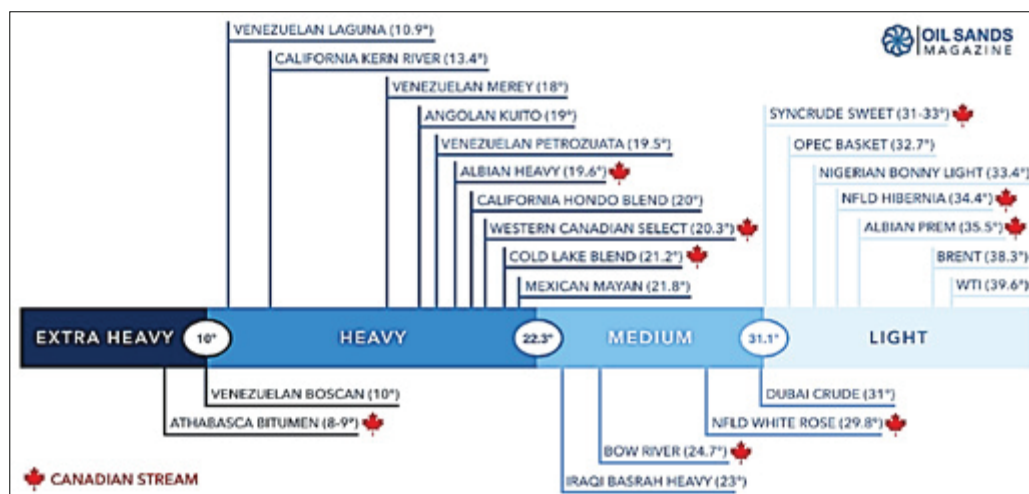 OIL SANDS
MAGAZINE
VENEZUELAN LAGUNA (10.9°)
CALIFORNIA KERN RIVER (13.4°)
VENEZUELAN MEREY (18°)
ANGOLAN KUITO (19°)
VENEZUELAN PETROZUATA (19.5°)
ALBIAN HEAVY (19.6°)
CALIFORNIA HONDO BLEND (20°)
WESTERN CANADIAN SELECT (20.3°)
COLD LAKE BLEND (21.2°)
MEXICAN MAYAN (21.8°)
SYNCRUDE SWEET (31-33°)
OPEC BASKET (32.7°)
NIGERIAN BONNY LIGHT (33.4°)
NFLD HIBERNIA (34.4°)
ALBIAN PREM (35.5°)
BRENT (38.3°)
WTI (39.6°)
EXTRA HEAVY 10° HEAVY 22.3° MEDIUM 31.1° LIGHT
VENEZUELAN BOSCAN (10°)
ATHABASCA BITUMEN (8-9°)
DUBAI CRUDE (31°)
NFLD WHITE ROSE (29.8°)
BOW RIVER (24.7°)
IRAQI BASRAH HEAVY (23°)
CANADIAN STREAM